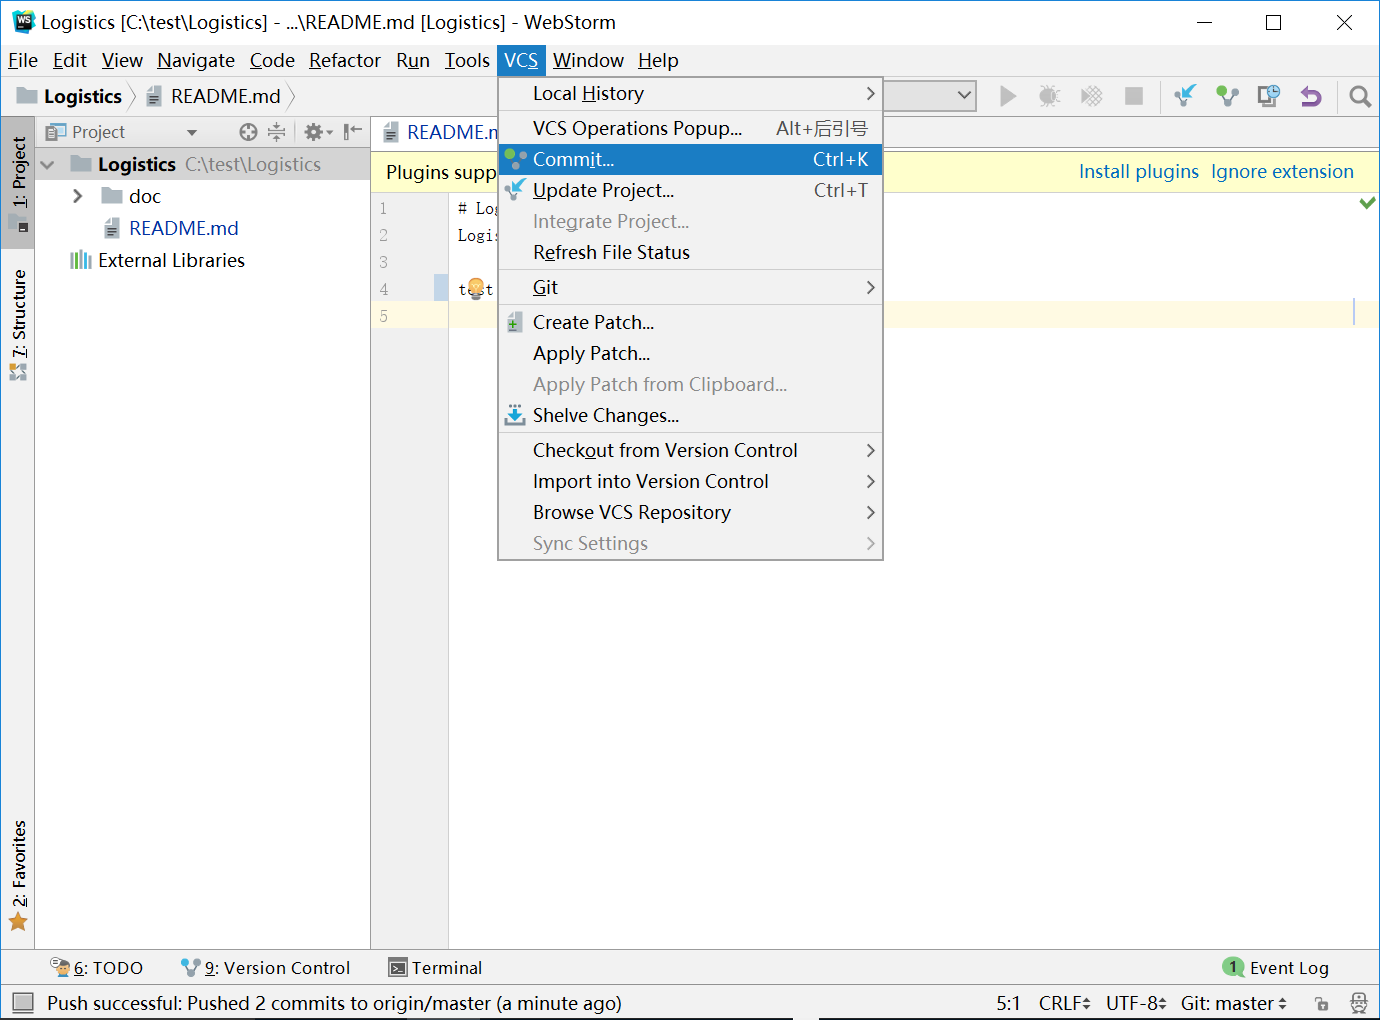 Logistics [C:\test\Logistics] - ...\README.md [Logistics] - WebStorm
File Edit View Navigate Code Refactor Run Tools VCS Window Help
Logistics README.md
Project
README.m
1: Project
7: Structure
2: Favorites
Logistics C:\test\Logistics
doc
README.md
External Libraries
Plugins supp
Install plugins Ignore extension
1 # Log
2 Logis
3
4 test
5
Local History
VCS Operations Popup... Alt+后引号
Commit... Ctrl+K
Update Project... Ctrl+T
Integrate Project...
Refresh File Status
Git
Create Patch...
Apply Patch...
Apply Patch from Clipboard...
Shelve Changes...
Checkout from Version Control
Import into Version Control
Browse VCS Repository
Sync Settings
6: TODO 9: Version Control Terminal 1 Event Log
Push successful: Pushed 2 commits to origin/master (a minute ago) 5:1 CRLF UTF-8 Git: master